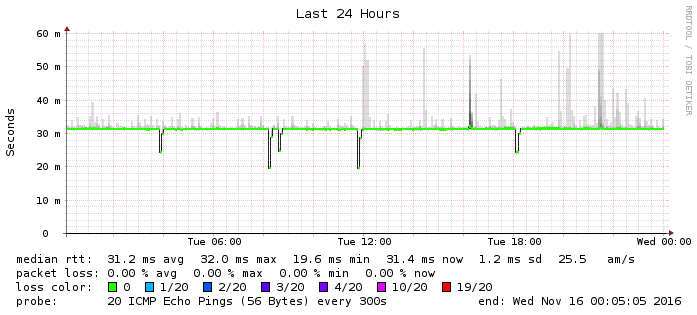 Last 24 Hours
RRDTOOL / TOBI OETIKER
Seconds
60 m
50 m
40 m
30 m
20 m
10 m
0
Tue 06:00 Tue 12:00 Tue 18:00 Wed 00:00
median rtt: 31.2 ms avg 32.0 ms max 19.6 ms min 31.4 ms now 1.2 ms sd 25.5 am/s
packet loss: 0.00 % avg 0.00 % max 0.00 % min 0.00 % now
loss color: 0 1/20 2/20 3/20 4/20 10/20 19/20
probe: 20 ICMP Echo Pings (56 Bytes) every 300s end: Wed Nov 16 00:05:05 2016